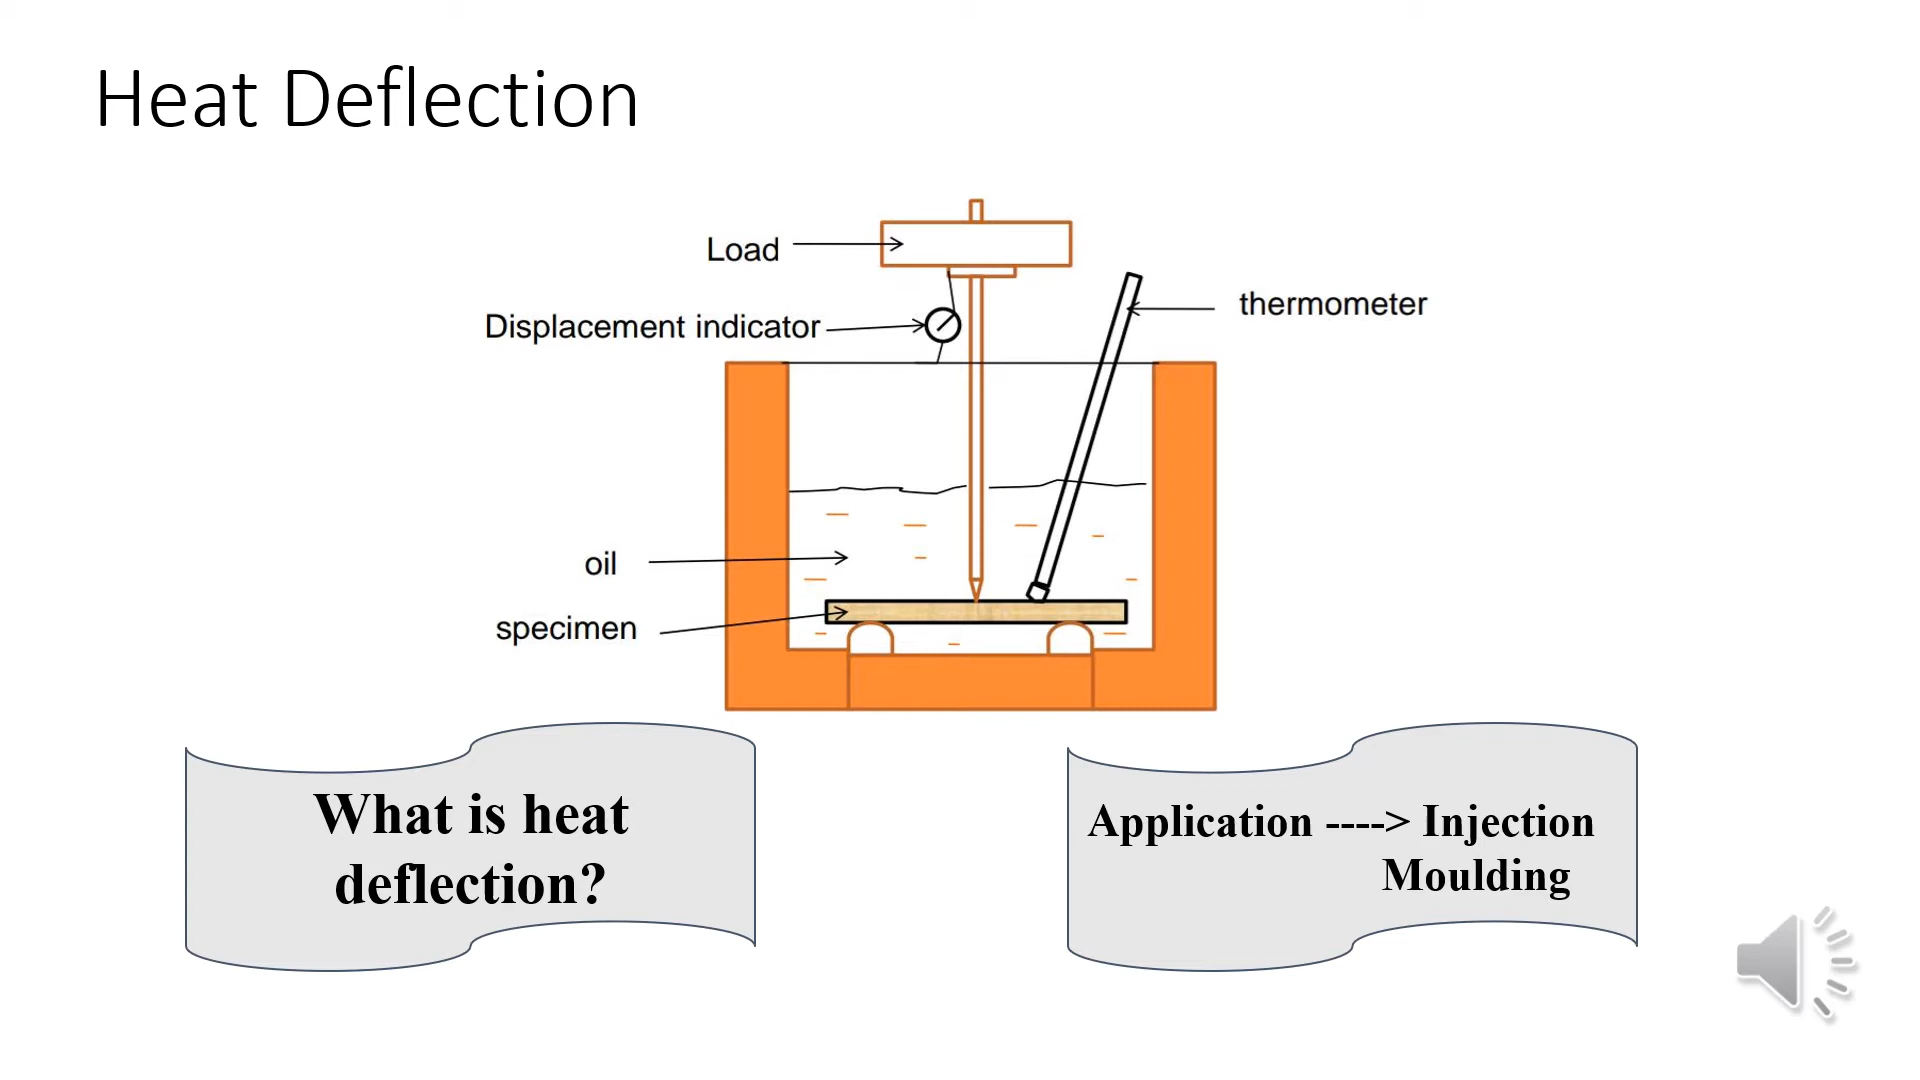 Heat Deflection
Load
thermometer
Displacement indicator
oil
specimen
What is heat
deflection?
Application ----> Injection
Moulding